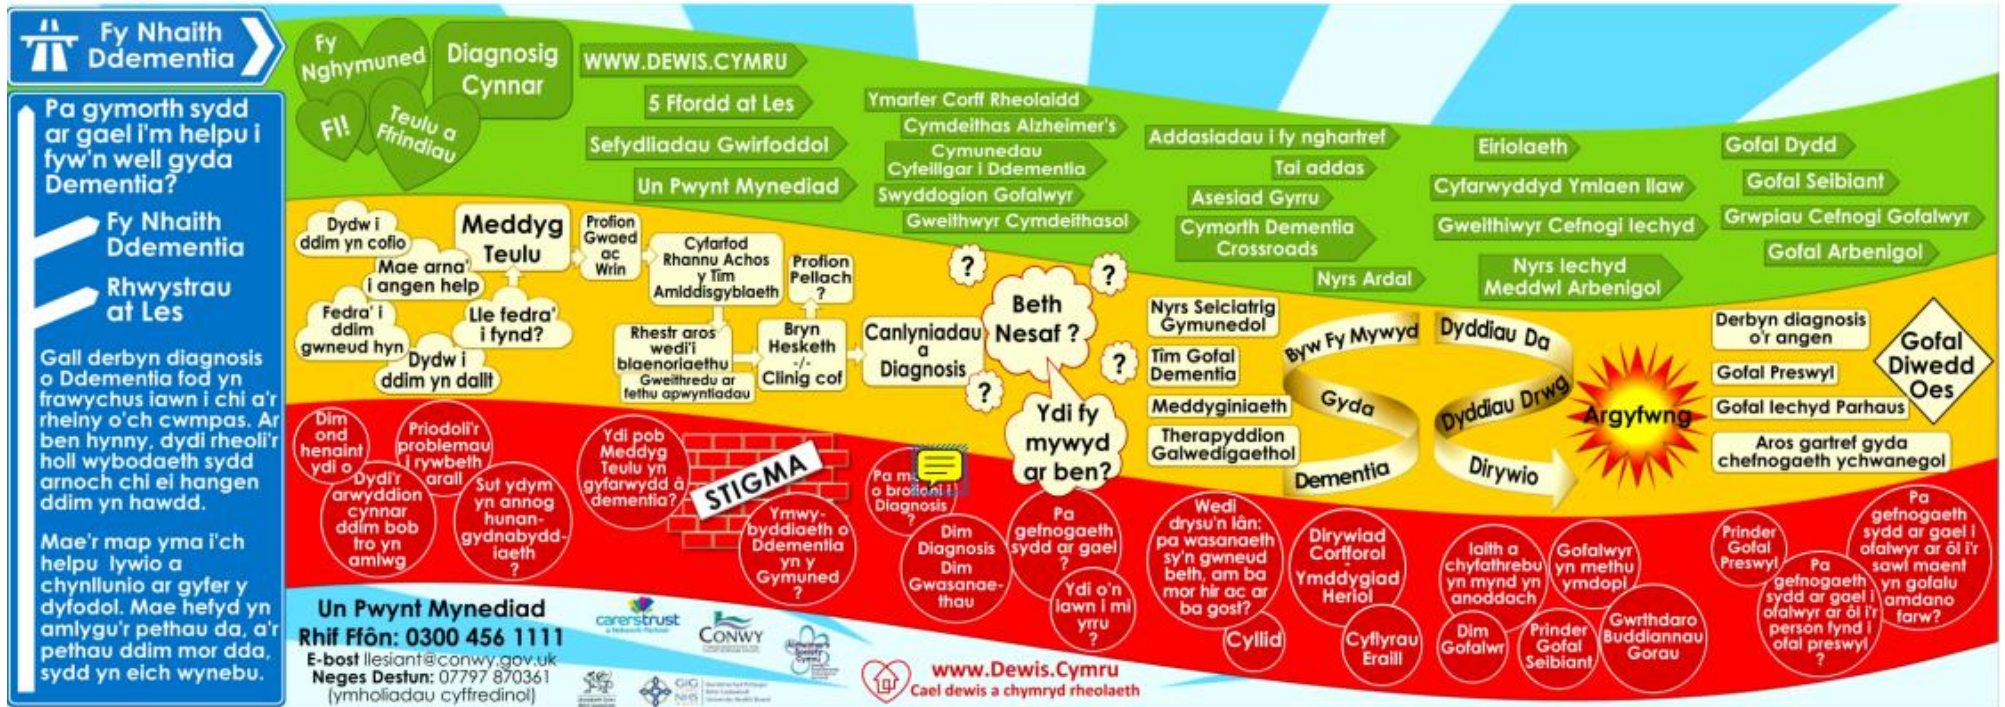 Fy Nhaith
Ddementia
Pa gymorth sydd
ar gael i'm helpu i
fyw'n well gyda
Dementia?
Fy Nhaith
Ddementia
Rhwystrau
at Les
Gall derbyn diagnosis
o Ddementia fod yn
frawychus iawn i chi a'r
rheiny o'ch cwmpas. Ar
ben hynny, dydi rheoli'r
holl wybodaeth sydd
arnoch chi ei hangen
ddim yn hawdd.
Mae'r map yma i'ch
helpu lywio a
chynllunio ar gyfer y
dyfodol. Mae hefyd yn
amlygu'r pethau da, a'r
pethau ddim mor dda,
sydd yn eich wynebu.
Fy
Nghymuned
FI!
Teulu a
Ffrindiau
Diagnosig
Cynnar
WWW.DEWIS.CYMRU
5 Ffordd at Les
Sefydliadau Gwirfoddol
Un Pwynt Mynediad
Ymarfer Corff Rheolaidd
Cymdeithas Alzheimer's
Cymunedau
Cyfeillgar i Ddementia
Swyddogion Gofalwyr
Gweithwyr Cymdeithasol
Addasiadau i fy nghartref
Tai addas
Asesiad Gyrru
Cymorth Dementia
Crossroads
Nyrs Ardal
Eiriolaeth
Cyfarwyddyd Ymlaen llaw
Gweithiwyr Cefnogi Iechyd
Nyrs Iechyd
Meddwl Arbenigol
Gofal Dydd
Gofal Seibiant
Grwpiau Cefnogi Gofalwyr
Gofal Arbenigol
Dydw i
ddim yn cofio
Mae arna'
i angen help
Fedra' i
ddim
gwneud hyn
Dydw i
ddim yn dallt
Lle fedra'
i fynd?
Meddyg
Teulu
Profion
Gwaed
ac
Wrin
Cyfarfod
Rhannu Achos
y Tîm
Amlddisgyblaeth
Profion
Pellach
?
Rhestr aros
wedi'i
blaenoriaethu
Gweithredu ar
fethu apwyntiadau
Bryn
Hesketh
-/-
Clinig cof
Canlyniadau
a
Diagnosis
?
?
?
?
Beth
Nesaf ?
Ydi fy
mywyd
ar ben?
Nyrs Seiciatrig
Gymunedol
Tîm Gofal
Dementia
Meddyginiaeth
Therapyddion
Galwedigaethol
Byw Fy Mywyd
Gyda
Dementia
Dyddiau Da
Dyddiau Drwg
Dirywio
Argyfwng
Derbyn diagnosis
o'r angen
Gofal Preswyl
Gofal Iechyd Parhaus
Aros gartref gyda
chefnogaeth ychwanegol
Gofal
Diwedd
Oes
Dim
ond
henaint
ydi o
Priodoli'r
problemau
i rywbeth
arall
Dydi'r
arwyddion
cynnar
ddim bob
tro yn
amlwg
Sut ydym
yn annog
hunan-
gydnabydd-
iaeth
?
Ydi pob
Meddyg
Teulu yn
gyfarwydd â
dementia?
STIGMA
Ymwy-
byddiaeth o
Ddementia
yn y
Gymuned
?
Pa
o
Diagnosis
?
Dim
Diagnosis
Dim
Gwasanae-
thau
Pa
gefnogaeth
sydd ar gael
?
Ydi o'n
iawn i mi
yrru
?
Wedi
drysu'n lân:
pa wasanaeth
sy'n gwneud
beth, am ba
mor hir ac ar
ba gost?
Cyllid
Dirywiad
Corfforol
-
Ymddygiad
Heriol
Cyflyrau
Eraill
Iaith a
chyfathrebu
yn mynd yn
anoddach
Dim
Gofalwr
Gofalwyr
yn methu
ymdopi
Prinder
Gofal
Seibiant
Gwrthdaro
Buddiannau
Gorau
Prinder
Gofal
Preswyl
Pa
gefnogaeth
sydd ar gael i
ofalwyr ar ôl i'r
person fynd i
ofal preswyl
?
Pa
gefnogaeth
sydd ar gael i
ofalwyr ar ôl i'r
sawl maent
yn gofalu
amdano
farw?
Un Pwynt Mynediad
Rhif Ffôn: 0300 456 1111
E-bost llesiant@conwy.gov.uk
Neges Destun: 07797 870361
(ymholiadau cyffredinol)
carerstrust
a Network Partner
CONWY
Alzheimer's
Society
Cymru
GIG
NHS
www.Dewis.Cymru
Cael dewis a chymryd rheolaeth